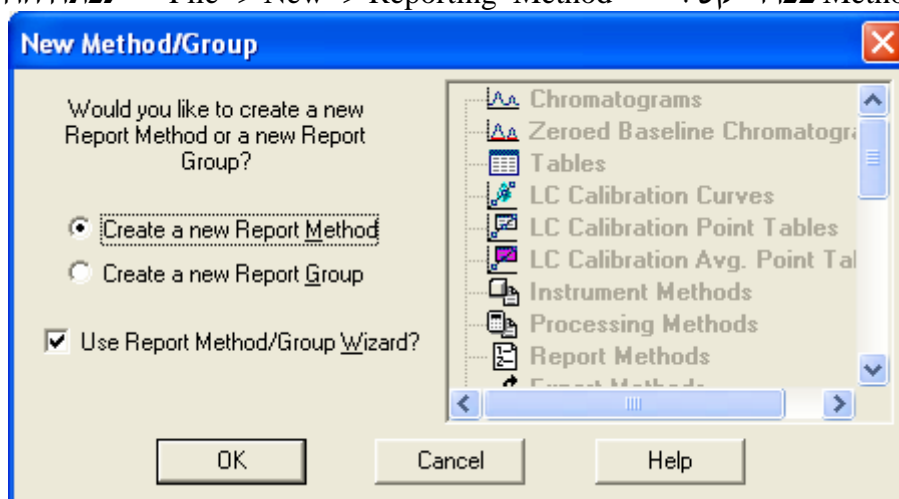 File → New → Reporting Method
New Method/Group
Would you like to create a new
Report Method or a new Report
Group?
Create a new Report Method
Create a new Report Group
Use Report Method/Group Wizard?
Chromatograms
Zeroed Baseline Chromatogra
Tables
LC Calibration Curves
LC Calibration Point Tables
LC Calibration Avg. Point Tal
Instrument Methods
Processing Methods
Report Methods
Export Methods
OK
Cancel
Help